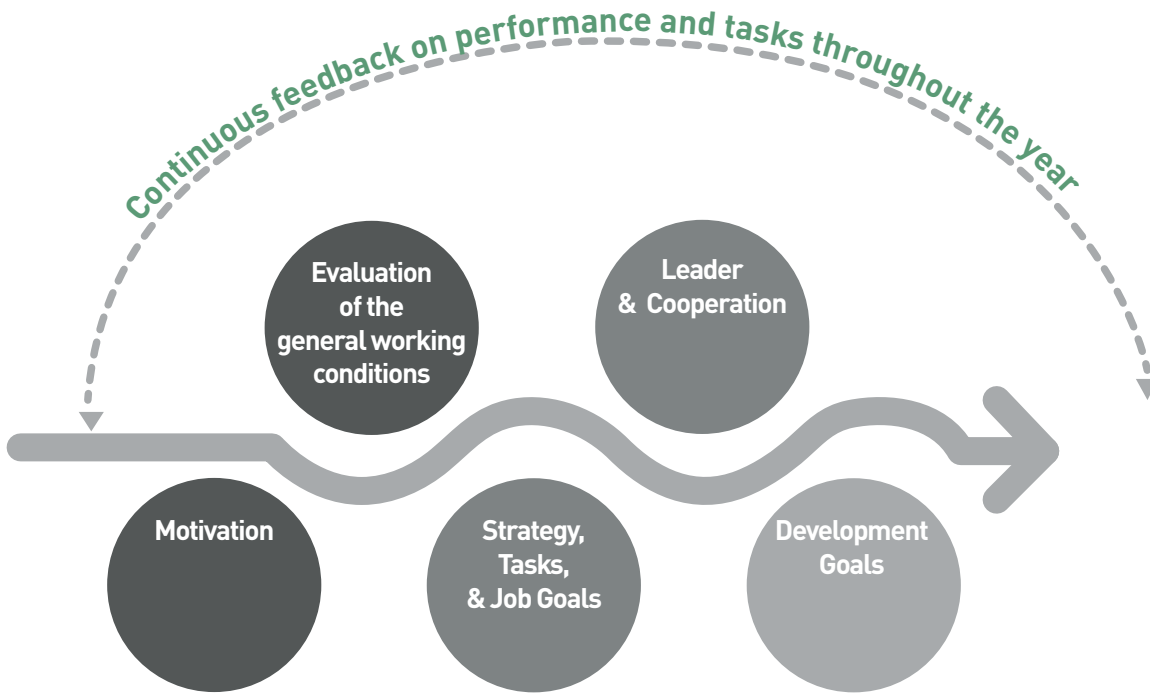 Continuous feedback on performance and tasks throughout the year
Evaluation
of the
general working
conditions
Leader
& Cooperation
Motivation
Strategy,
Tasks,
& Job Goals
Development
Goals